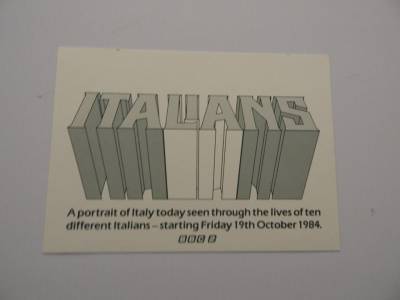 ITALIANS
A portrait of Italy today seen through the lives of ten
different Italians – starting Friday 19th October 1984.
BBC 2